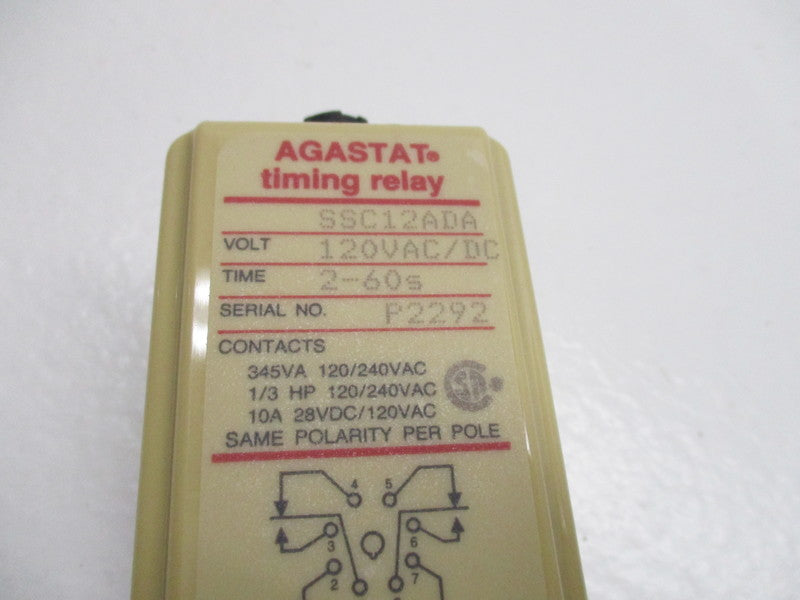 AGASTAT®
timing relay
SSC12ADA
VOLT 120VAC/DC
TIME 2-60s
SERIAL NO. P2292
CONTACTS
345VA 120/240VAC
1/3 HP 120/240VAC
10A 28VDC/120VAC
SAME POLARITY PER POLE
4 5
3 6
2 7